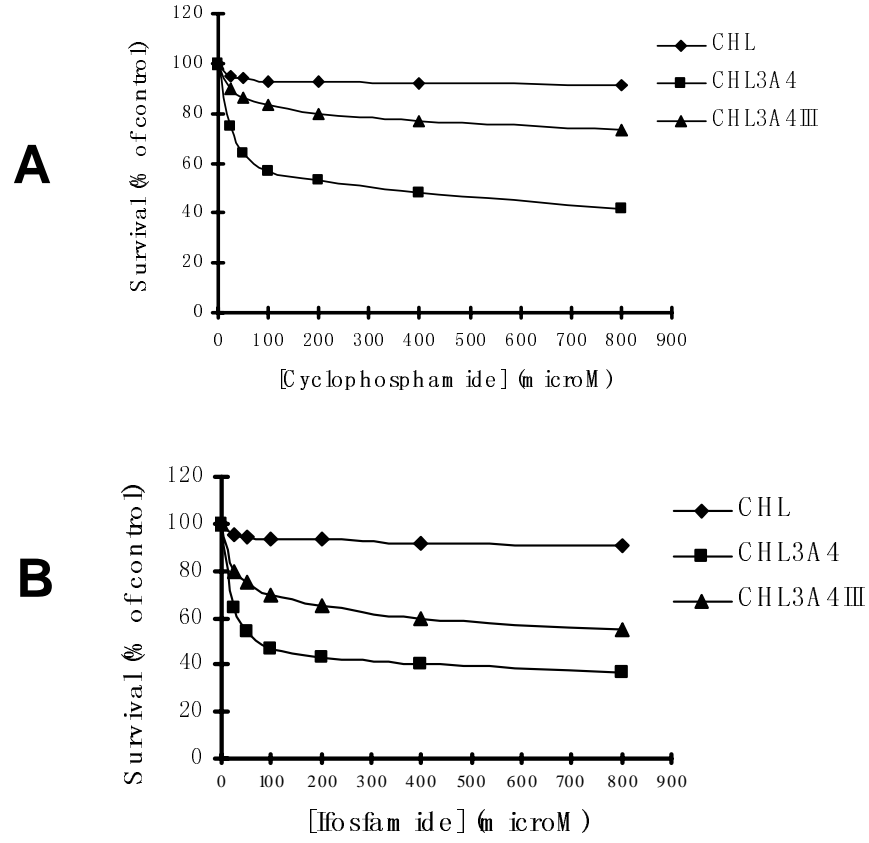 A
Survival (% of control)
120
100
80
60
40
20
0
0 100 200 300 400 500 600 700 800 900
[Cyclophosphamide] (microM)
CHL
CHL3A4
CHL3A4III
B
Survival (% of control)
120
100
80
60
40
20
0
0 100 200 300 400 500 600 700 800 900
[Ifosfamide] (microM)
CHL
CHL3A4
CHL3A4III